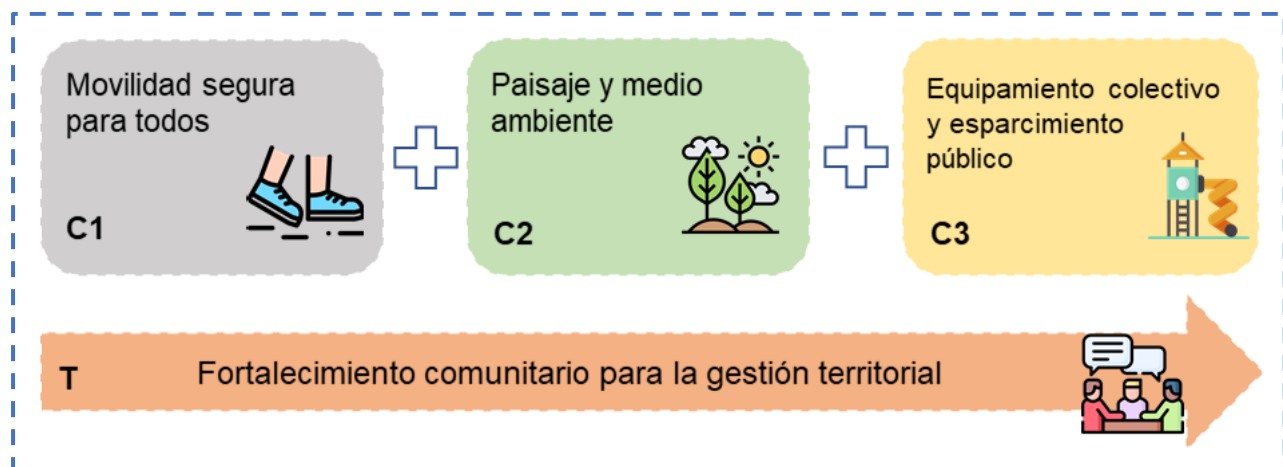 Movilidad segura
para todos
C1
Paisaje y medio
ambiente
C2
Equipamiento colectivo
y esparcimiento
público
C3
T
Fortalecimiento comunitario para la gestión territorial